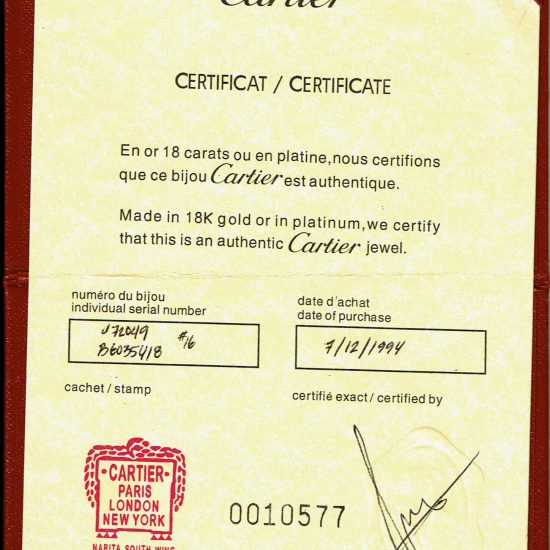 Cartier
CERTIFICAT / CERTIFICATE
En or 18 carats ou en platine,nous certifions
que ce bijou Cartier est authentique.
Made in 18K gold or in platinum,we certify
that this is an authentic Cartier jewel.
numéro du bijou
individual serial number
date d'achat
date of purchase
J72049 #16
B6035418
7/12/1994
cachet / stamp
certifié exact / certified by
·CARTIER·
PARIS
LONDON
NEW YORK
NARITA SOUTH WING
0010577